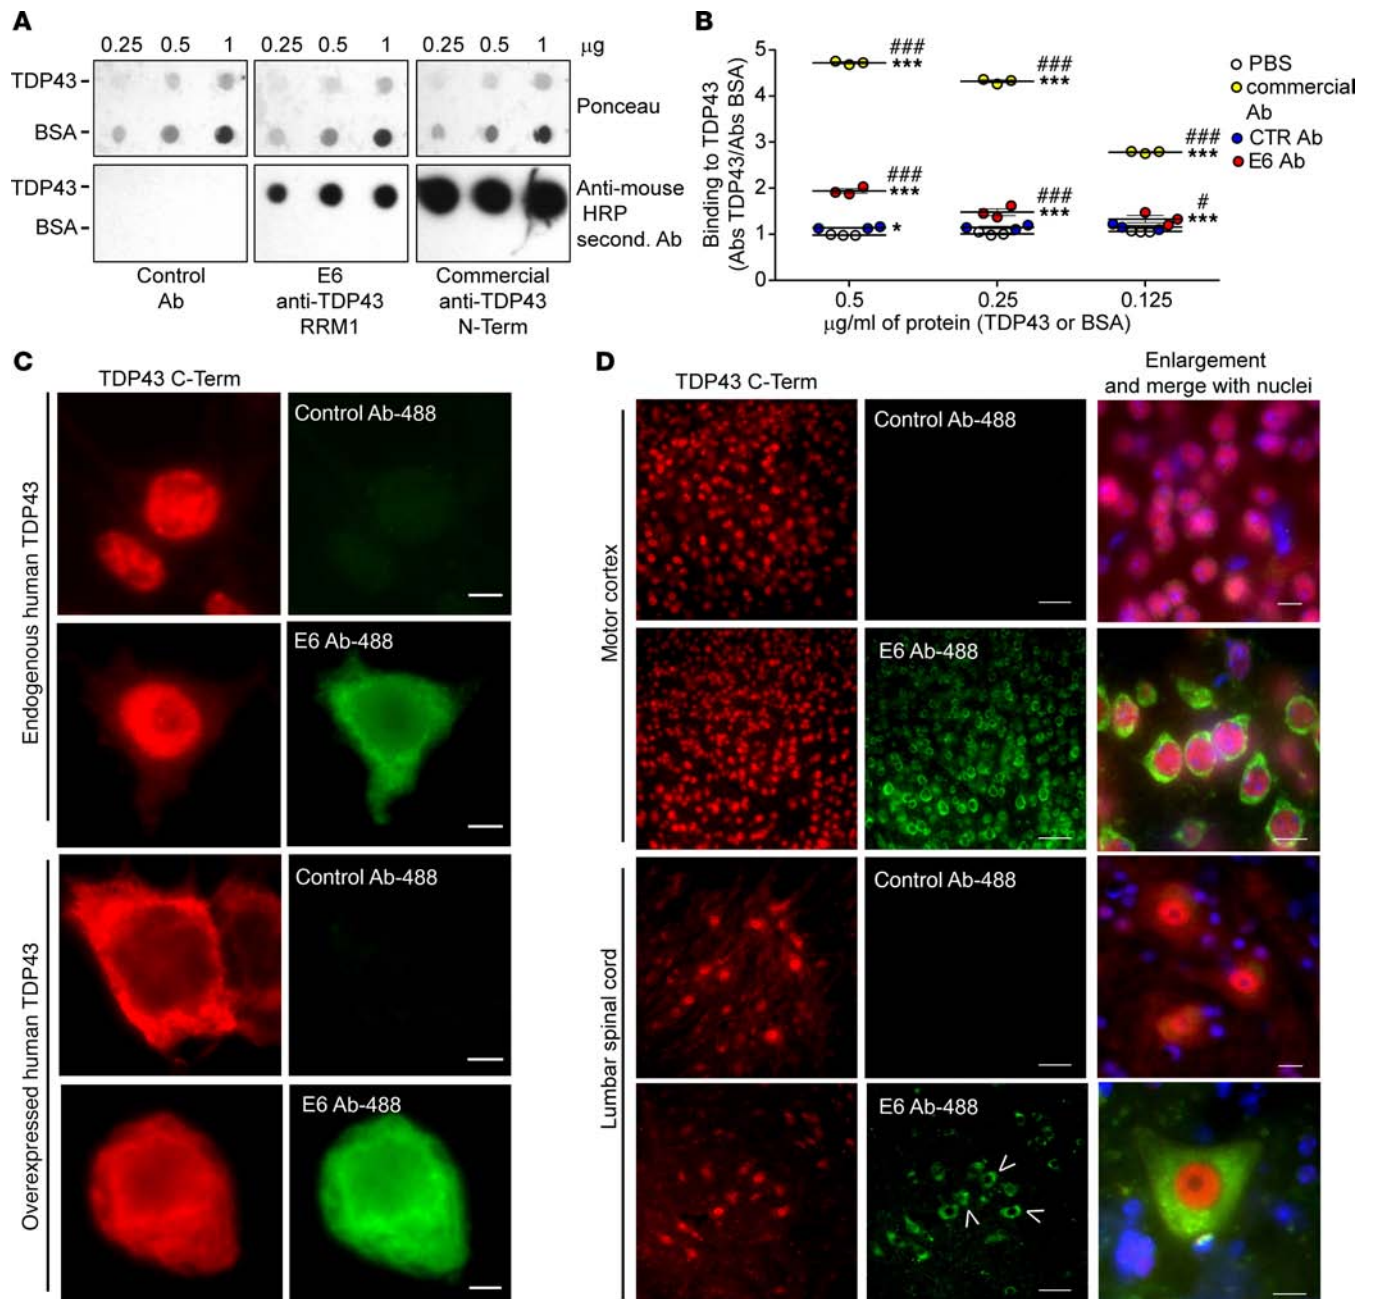 A
0.25 0.5 1 0.25 0.5 1 0.25 0.5 1 µg
TDP43
BSA
Ponceau
TDP43
BSA
Anti-mouse
HRP
second. Ab
Control
Ab
E6
anti-TDP43
RRM1
Commercial
anti-TDP43
N-Term
B
Binding to TDP43
(Abs TDP43/Abs BSA)
5
4
3
2
1
0
###
***
###
***
*
###
***
###
***
###
***
#
***
0.5 0.25 0.125
µg/ml of protein (TDP43 or BSA)
PBS
commercial
Ab
CTR Ab
E6 Ab
C
TDP43 C-Term
Endogenous human TDP43
Control Ab-488
E6 Ab-488
Overexpressed human TDP43
Control Ab-488
E6 Ab-488
D
TDP43 C-Term
Enlargement
and merge with nuclei
Motor cortex
Control Ab-488
E6 Ab-488
Lumbar spinal cord
Control Ab-488
E6 Ab-488